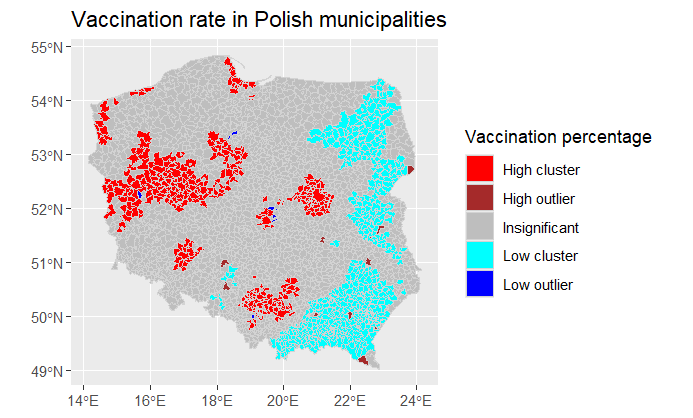 Vaccination rate in Polish municipalities
55°N
54°N
53°N
52°N
51°N
50°N
49°N
14°E
16°E
18°E
20°E
22°E
24°E
Vaccination percentage
High cluster
High outlier
Insignificant
Low cluster
Low outlier